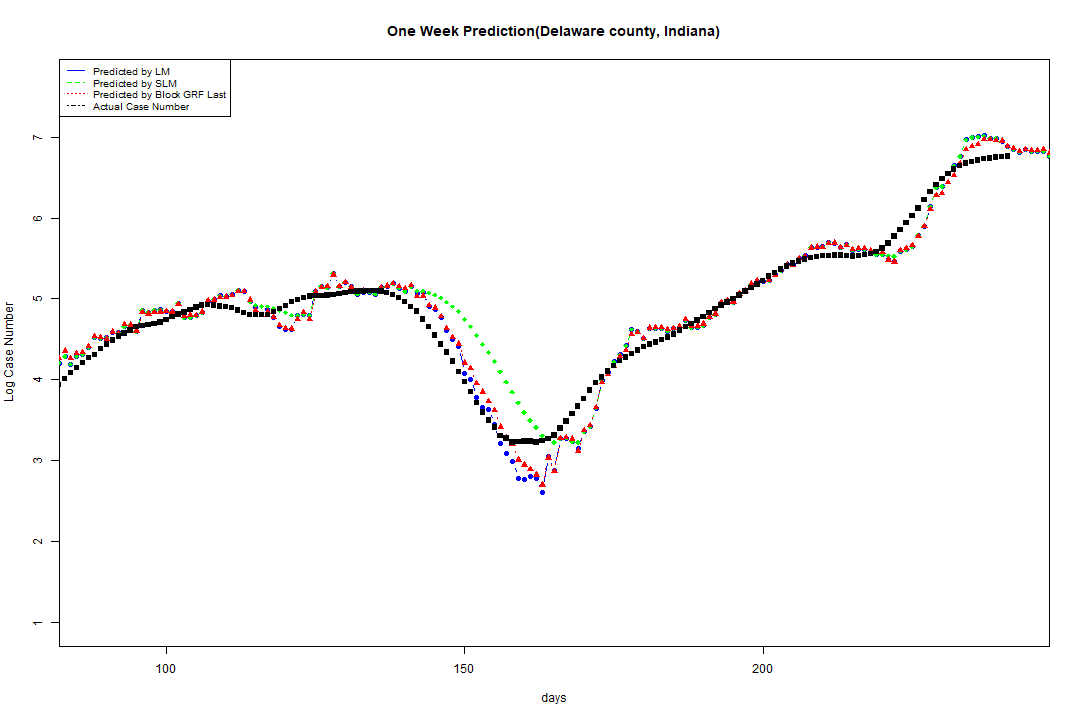 One Week Prediction(Delaware county, Indiana)
Predicted by LM
Predicted by SLM
Predicted by Block GRF Last
Actual Case Number
7
6
5
4
3
2
1
Log Case Number
100 150 200
days